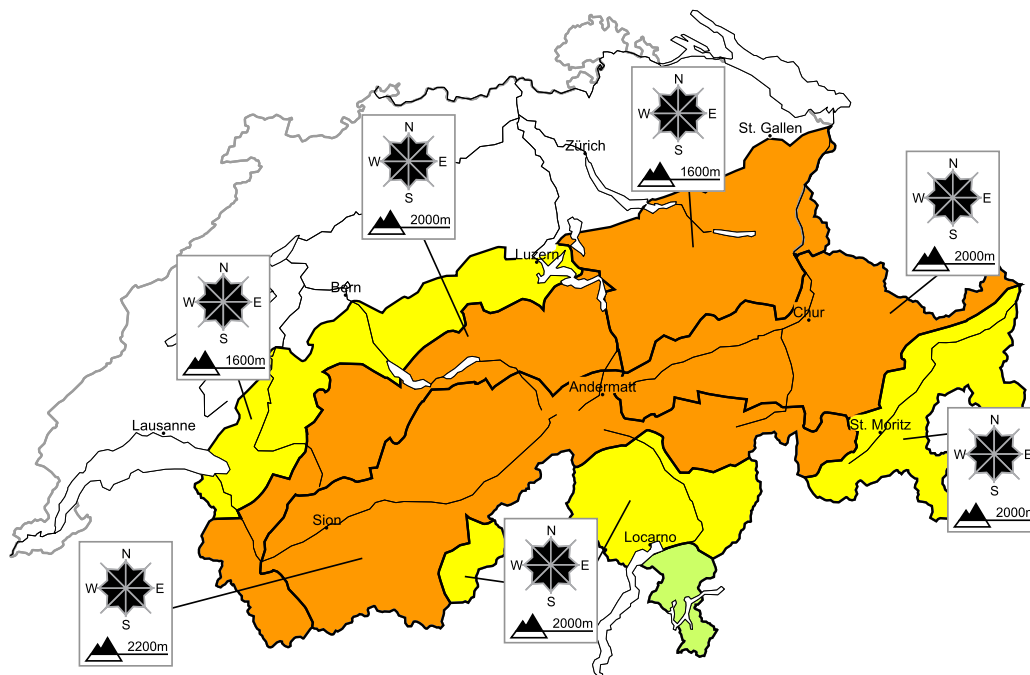 N
W E
S
1600m
St. Gallen
Zürich
N
W E
S
2000m
N
W E
S
2000m
Luzern
N
W E
S
1600m
Bern
Chur
Andermatt
Lausanne
St. Moritz
N
W E
S
2000m
Sion
Locarno
N
W E
S
2000m
N
W E
S
2200m